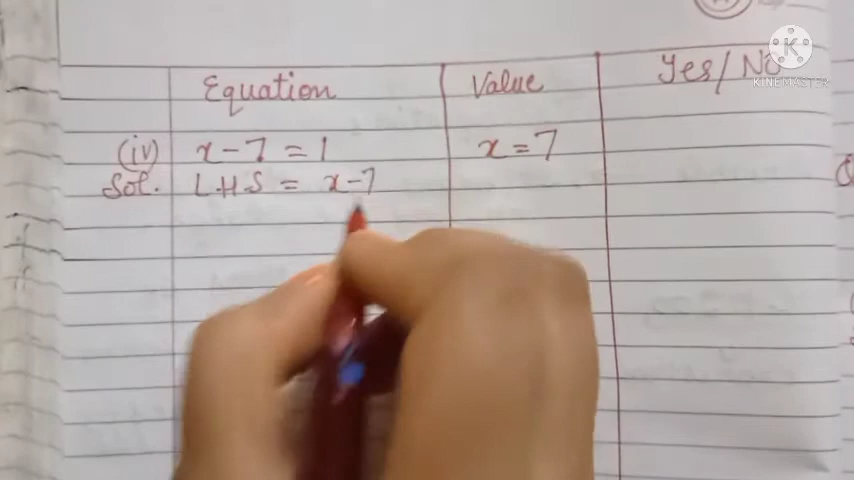 Equation Value Yes/No
(iv) x-7=1 x=7
Sol. L.H.S = x-7
KINEMASTER